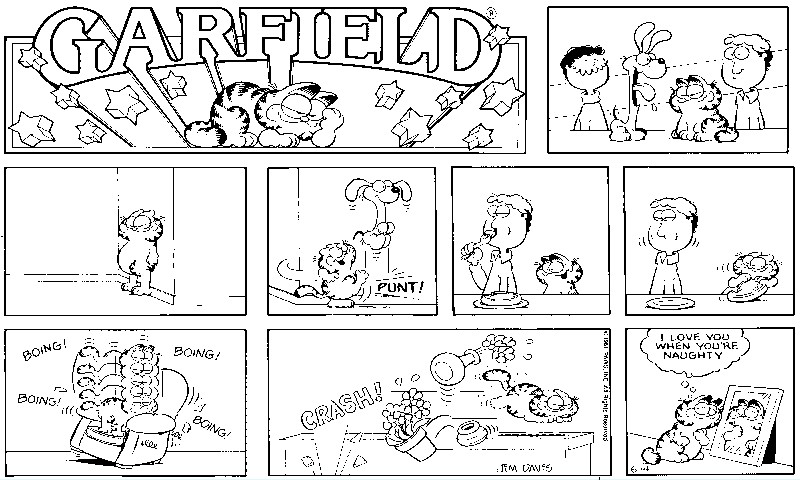 GARFIELD
®
PUNT!
BOING!
BOING!
BOING!
BOING!
CRASH!
JIM DAVIS
I LOVE YOU
WHEN YOU'RE
NAUGHTY